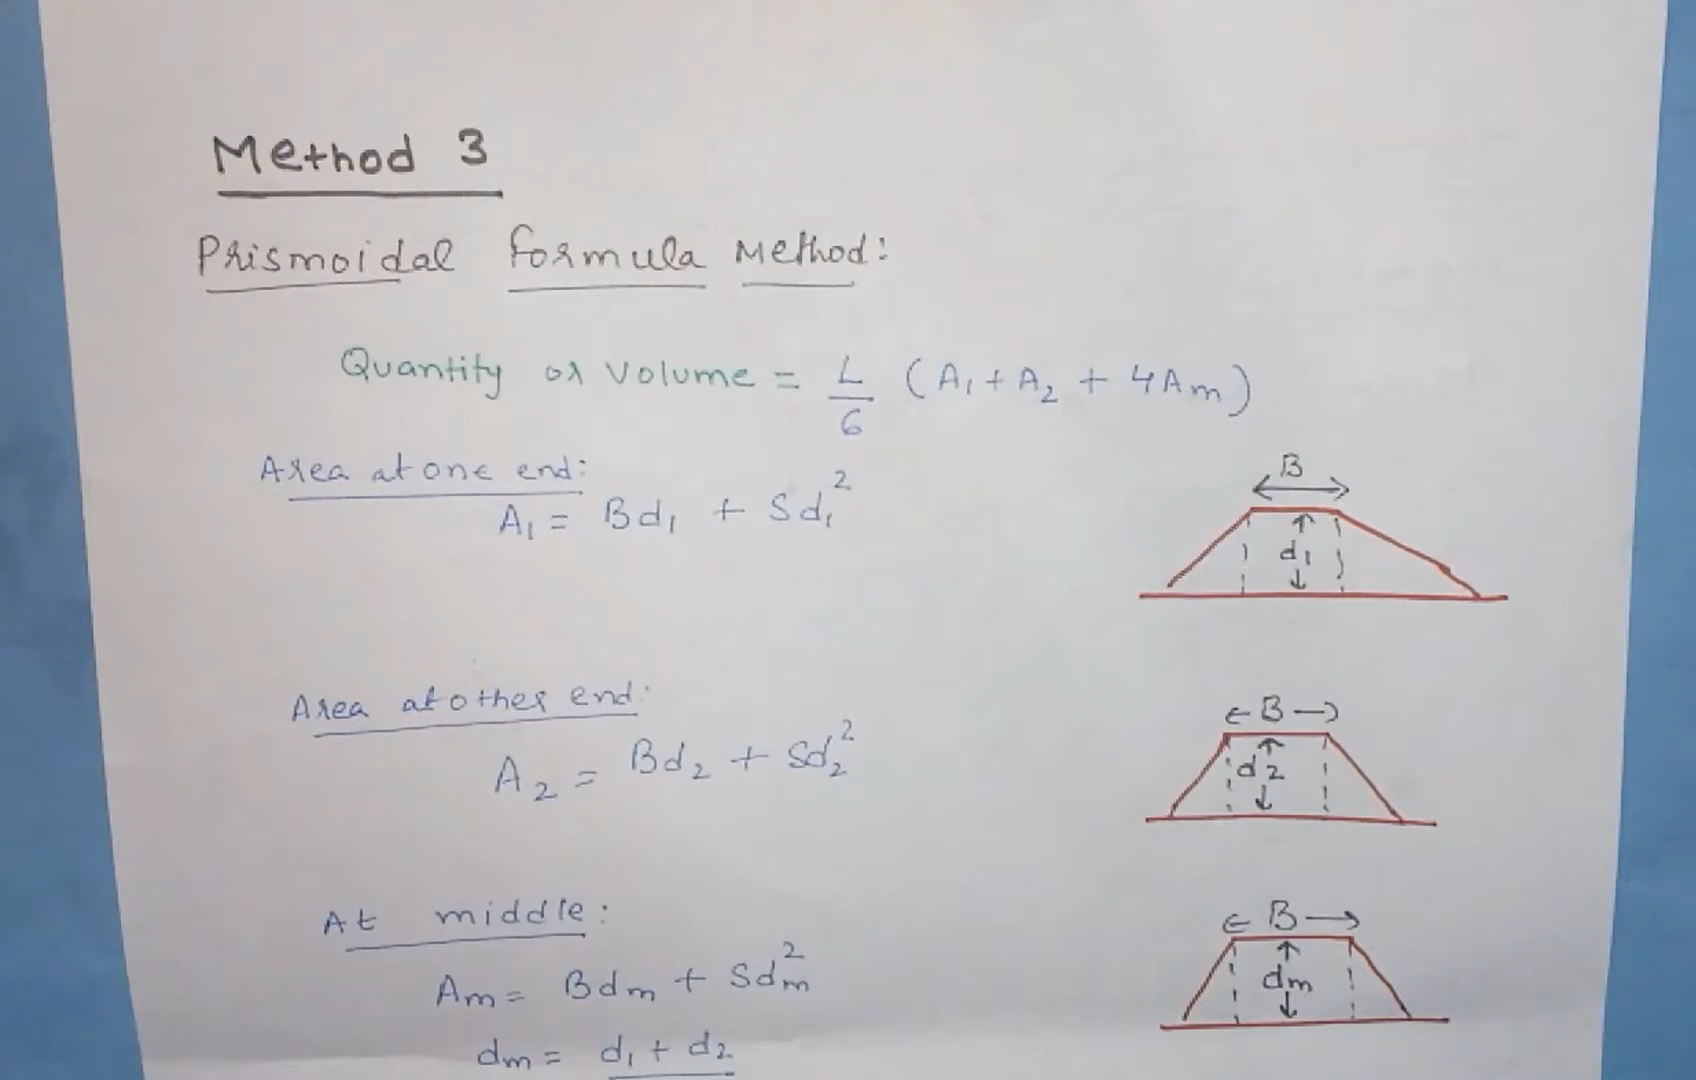 Method 3
Prismoidal formula Method:
Quantity or volume = L/6 (A₁ + A₂ + 4Am)
Area at one end:
A₁ = Bd₁ + Sd₁²
B
d₁
Area at other end:
A₂ = Bd₂ + Sd₂²
B
d₂
At middle:
Am = Bdm + Sdm²
B
dm
dm = d₁ + d₂